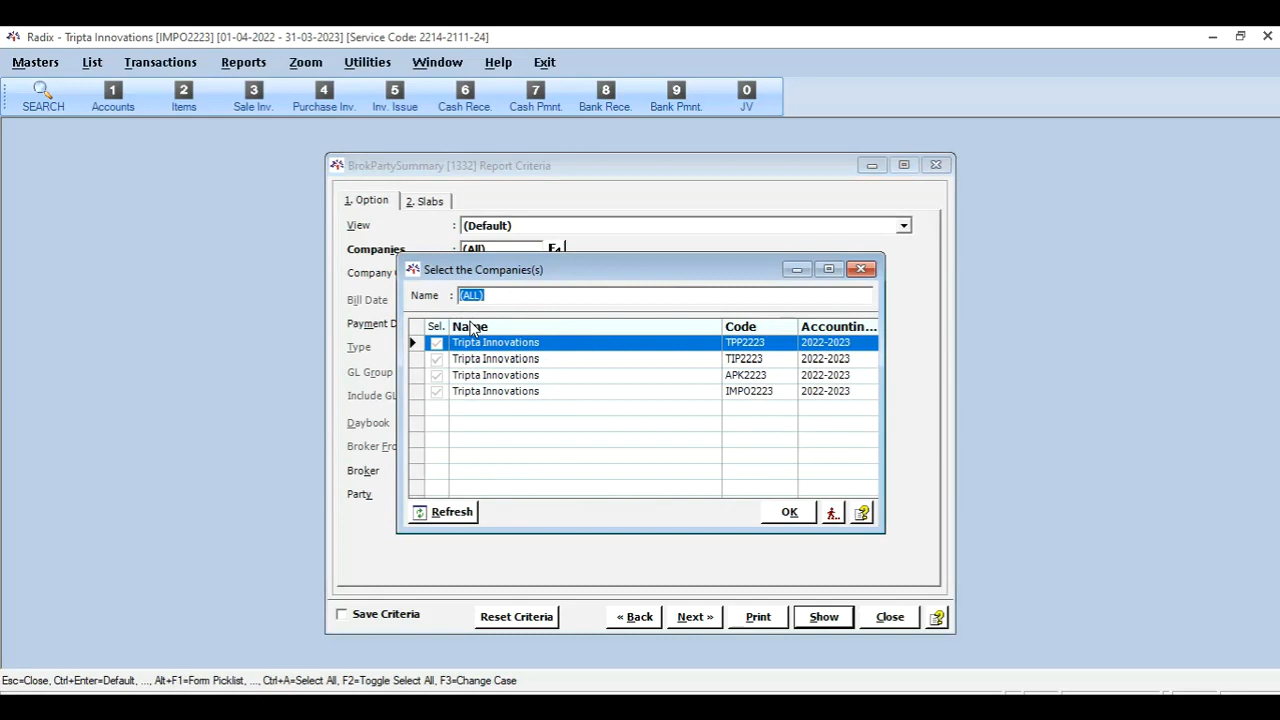 Radix - Tripta Innovations [IMPO2223] [01-04-2022 - 31-03-2023] [Service Code: 2214-2111-24]
Masters List Transactions Reports Zoom Utilities Window Help Exit
1 2 3 4 5 6 7 8 9 0
SEARCH Accounts Items Sale Inv. Purchase Inv. Inv. Issue Cash Rece. Cash Pmnt. Bank Rece. Bank Pmnt. JV
BrokPartySummary [1332] Report Criteria
1. Option 2. Slabs
View : (Default)
Companies : (All)
Company
Select the Companies(s)
Bill Date
Name : (ALL)
Payment
Sel. Name Code Accountin...
Type
Tripta Innovations TPP2223 2022-2023
Tripta Innovations TIP2223 2022-2023
GL Group
Tripta Innovations APK2223 2022-2023
Include GL
Tripta Innovations IMPO2223 2022-2023
Daybook
Broker
Broker
Party
Refresh OK
Save Criteria Reset Criteria « Back Next » Print Show Close
Esc=Close, Ctrl+Enter=Default, ..., Alt+F1=Form Picklist, ..., Ctrl+A=Select All, F2=Toggle Select All, F3=Change Case